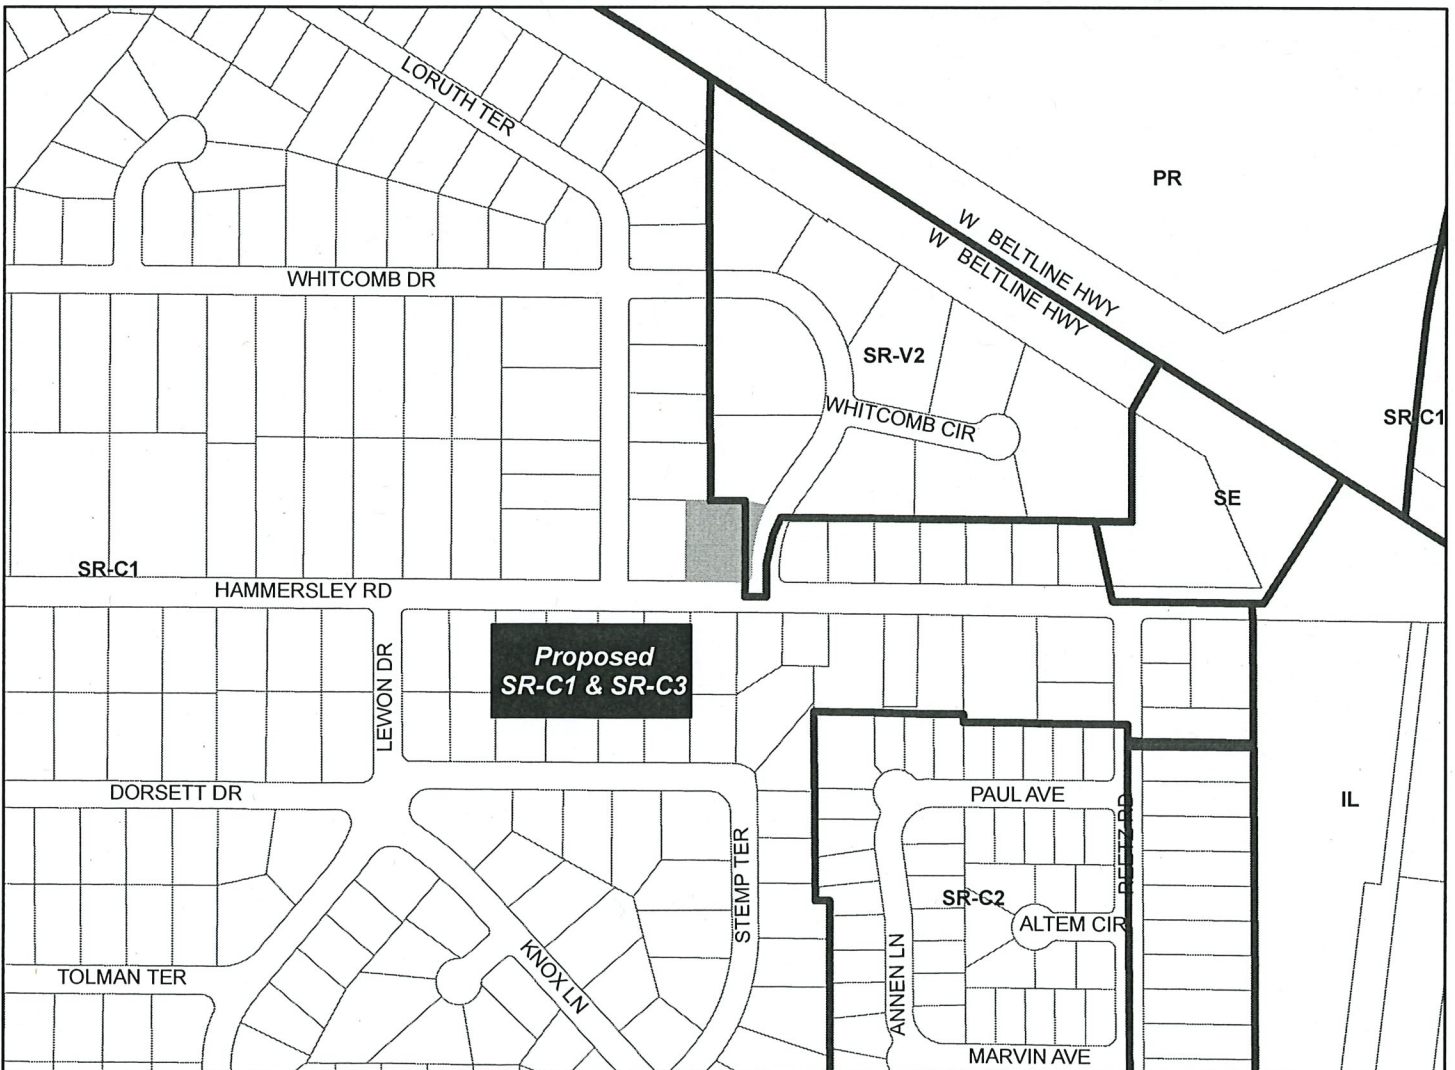 LORUTH TER
PR
W BELTLINE HWY
W BELTLINE HWY
WHITCOMB DR
SR-V2
WHITCOMB CIR
SR-C1
SE
SR-C1
HAMMERSLEY RD
Proposed
SR-C1 & SR-C3
LEWON DR
DORSETT DR
PAUL AVE
IL
REETZ RD
STEMP TER
SR-C2
ALTEM CIR
KNOX LN
ANNEN LN
TOLMAN TER
MARVIN AVE